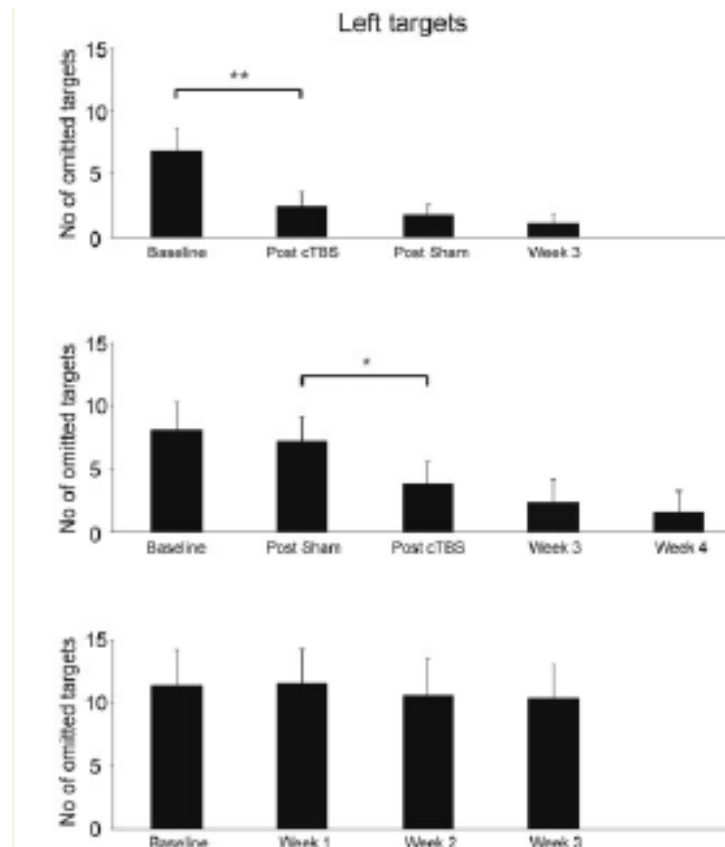 Left targets
No of omitted targets
15
10
5
0
**
Baseline Post cTBS Post Sham Week 3
No of omitted targets
15
10
5
0
*
Baseline Post Sham Post cTBS Week 3 Week 4
No of omitted targets
15
10
5
0
Baseline Week 1 Week 2 Week 3